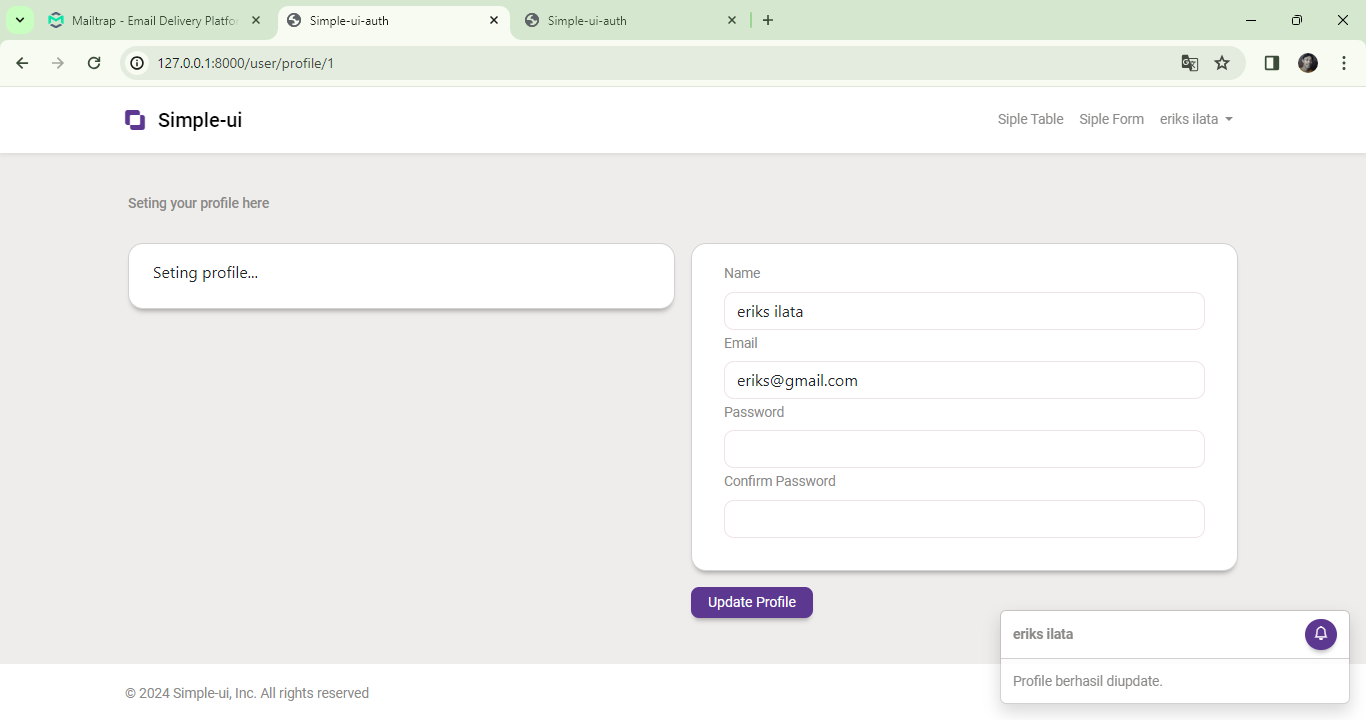 Mailtrap - Email Delivery Platfo
Simple-ui-auth
Simple-ui-auth
127.0.0.1:8000/user/profile/1
Simple-ui
Siple Table
Siple Form
eriks ilata
Seting your profile here
Seting profile...
Name
eriks ilata
Email
eriks@gmail.com
Password
Confirm Password
Update Profile
eriks ilata
Profile berhasil diupdate.
© 2024 Simple-ui, Inc. All rights reserved